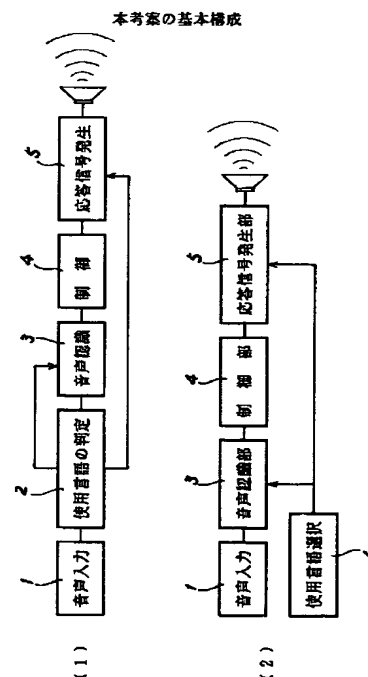 本考案の基本構成
(1)
1
音声入力
2
使用言語の判定
3
音声認識
4
制御
5
応答信号発生
(2)
1
音声入力
3
音声認識部
4
制御部
5
応答信号発生部
使用言語選択